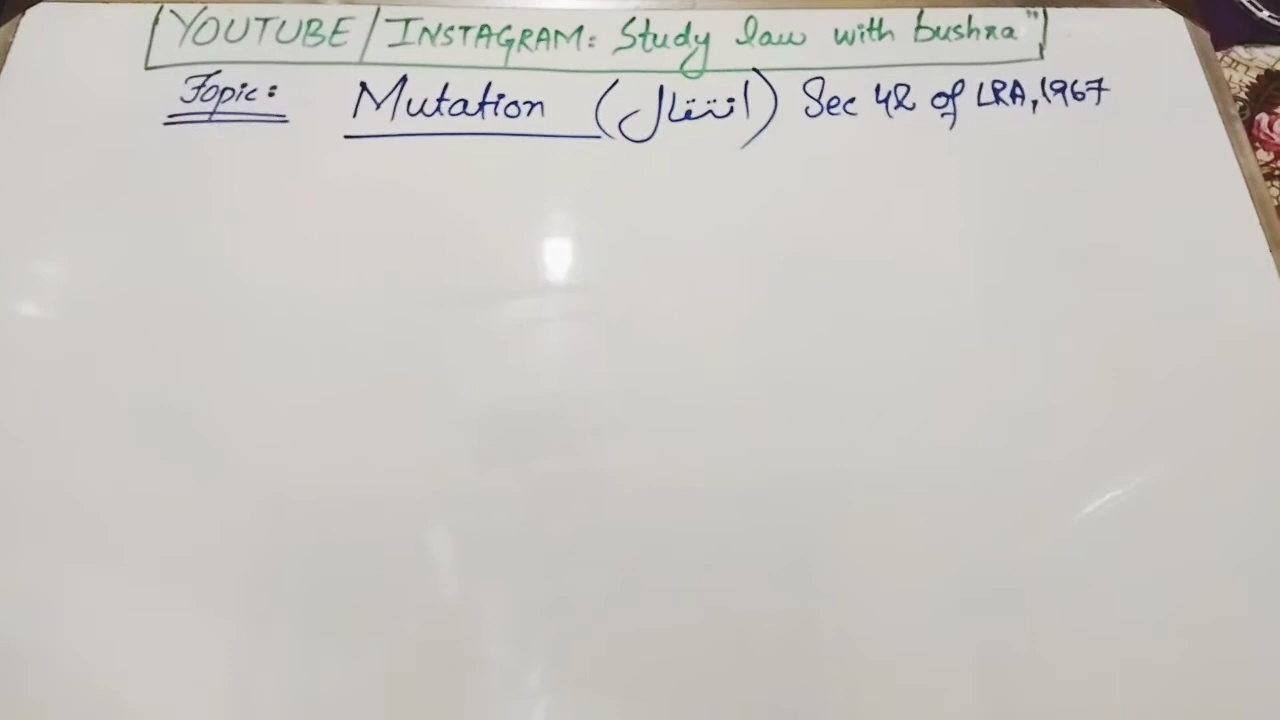 YOUTUBE/INSTAGRAM: Study law with bushra"
Topic: Mutation (انتقال) Sec 42 of LRA,1967